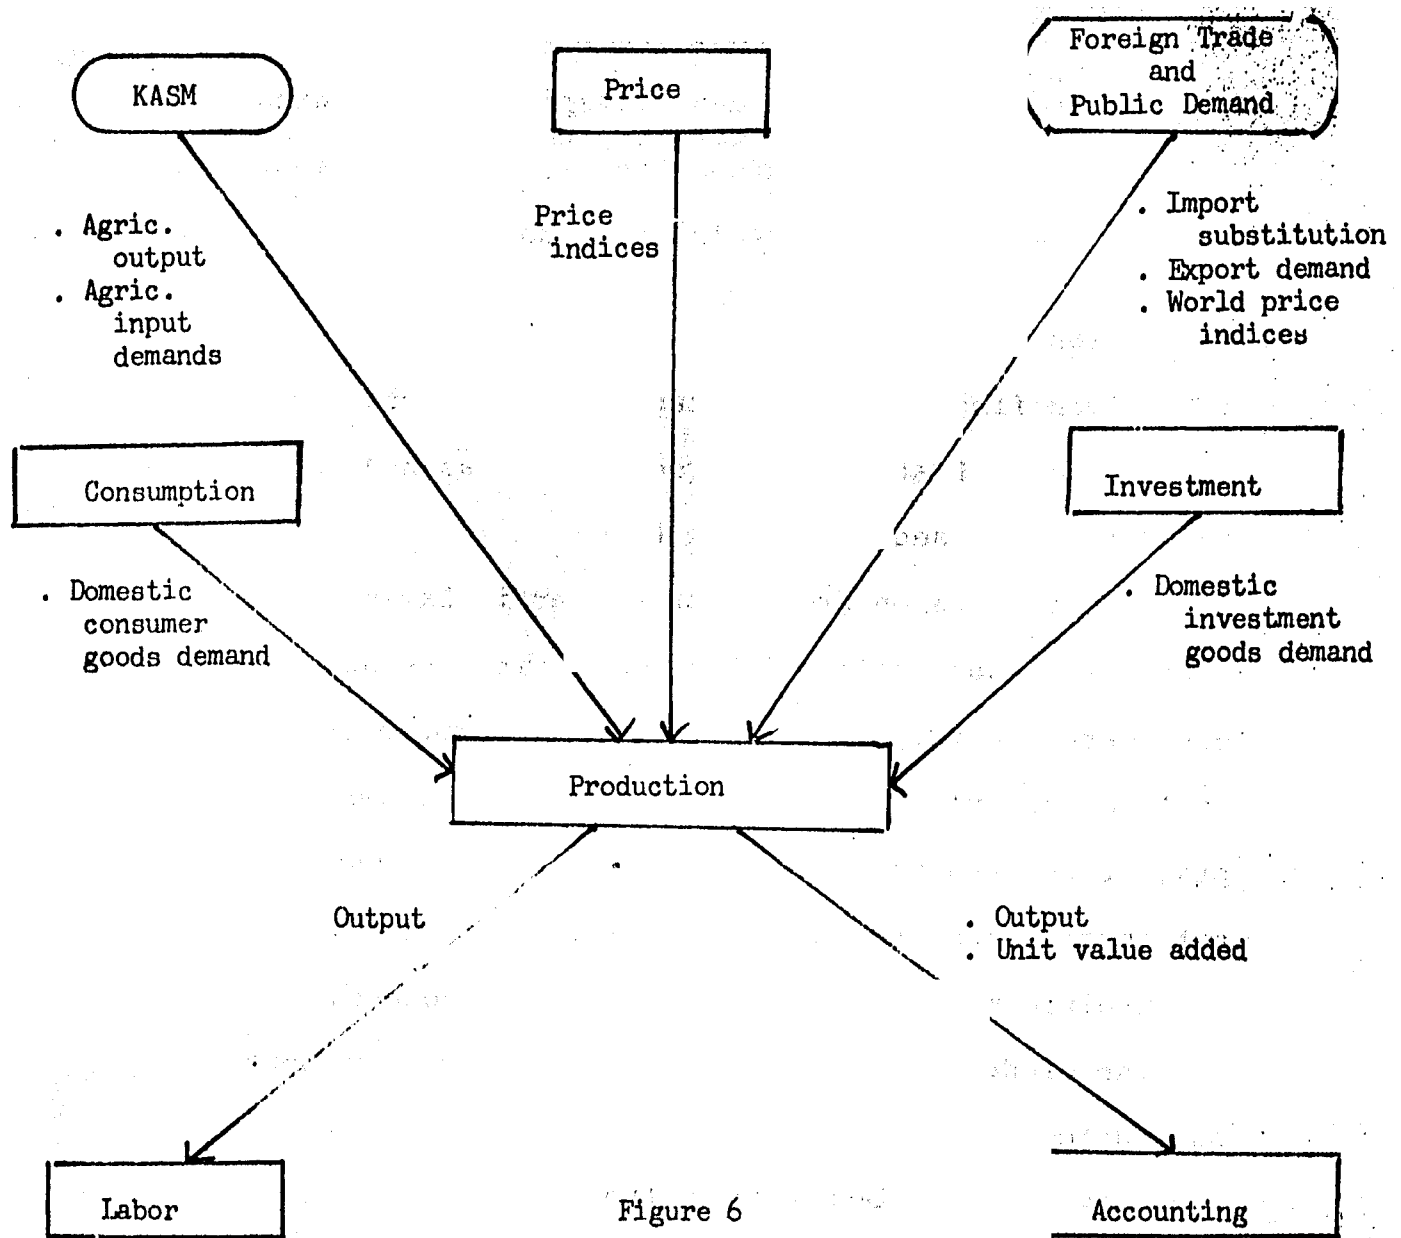 KASM
Price
Foreign Trade
and
Public Demand
. Agric.
output
. Agric.
input
demands
Price
indices
. Import
substitution
. Export demand
. World price
indices
Consumption
Investment
. Domestic
consumer
goods demand
. Domestic
investment
goods demand
Production
Output
. Output
. Unit value added
Labor
Figure 6
Accounting